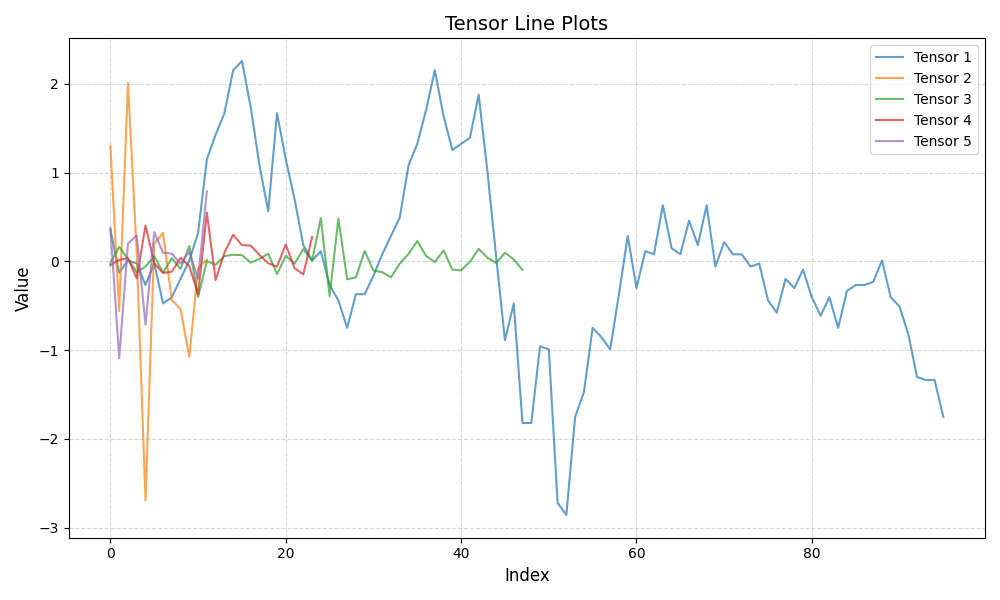 Tensor Line Plots
Tensor 1
Tensor 2
Tensor 3
Tensor 4
Tensor 5
Value
2
1
0
−1
−2
−3
0 20 40 60 80
Index